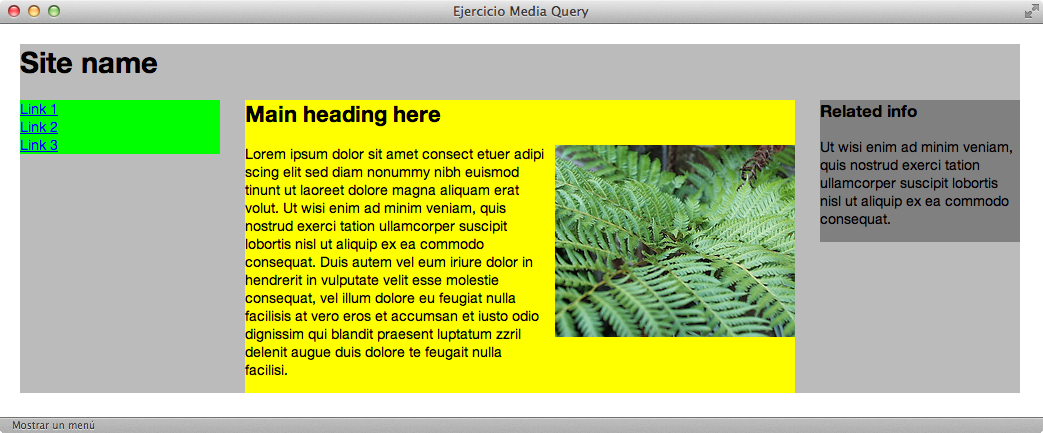 Ejercicio Media Query
Site name
Link 1
Link 2
Link 3
Main heading here
Lorem ipsum dolor sit amet consect etuer adipi
scing elit sed diam nonummy nibh euismod
tinunt ut laoreet dolore magna aliquam erat
volut. Ut wisi enim ad minim veniam, quis
nostrud exerci tation ullamcorper suscipit
lobortis nisl ut aliquip ex ea commodo
consequat. Duis autem vel eum iriure dolor in
hendrerit in vulputate velit esse molestie
consequat, vel illum dolore eu feugiat nulla
facilisis at vero eros et accumsan et iusto odio
dignissim qui blandit praesent luptatum zzril
delenit augue duis dolore te feugait nulla
facilisi.
Related info
Ut wisi enim ad minim veniam,
quis nostrud exerci tation
ullamcorper suscipit lobortis
nisl ut aliquip ex ea commodo
consequat.
Mostrar un menú